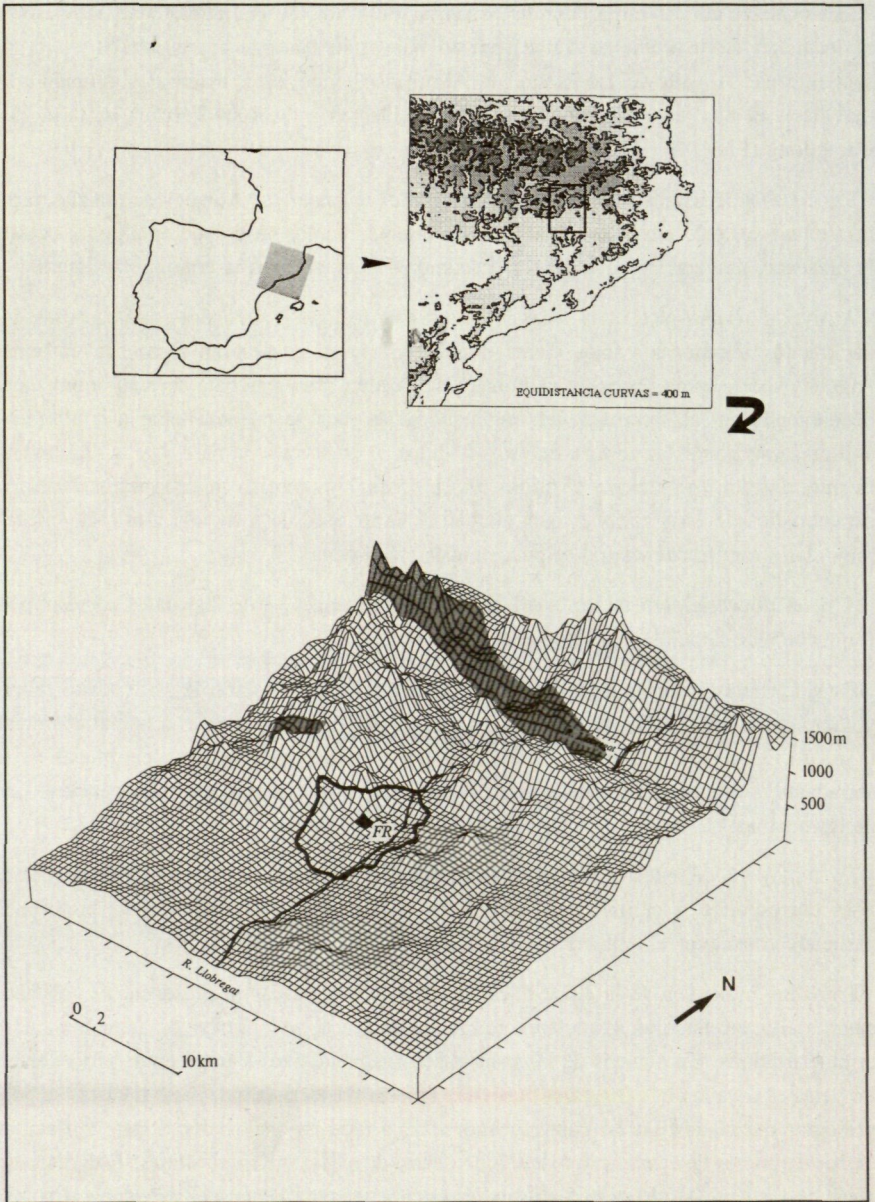 EQUIDISTANCIA CURVAS = 400 m
1500 m
1000
500
FR
R. Llobregat
N
0
2
10 km